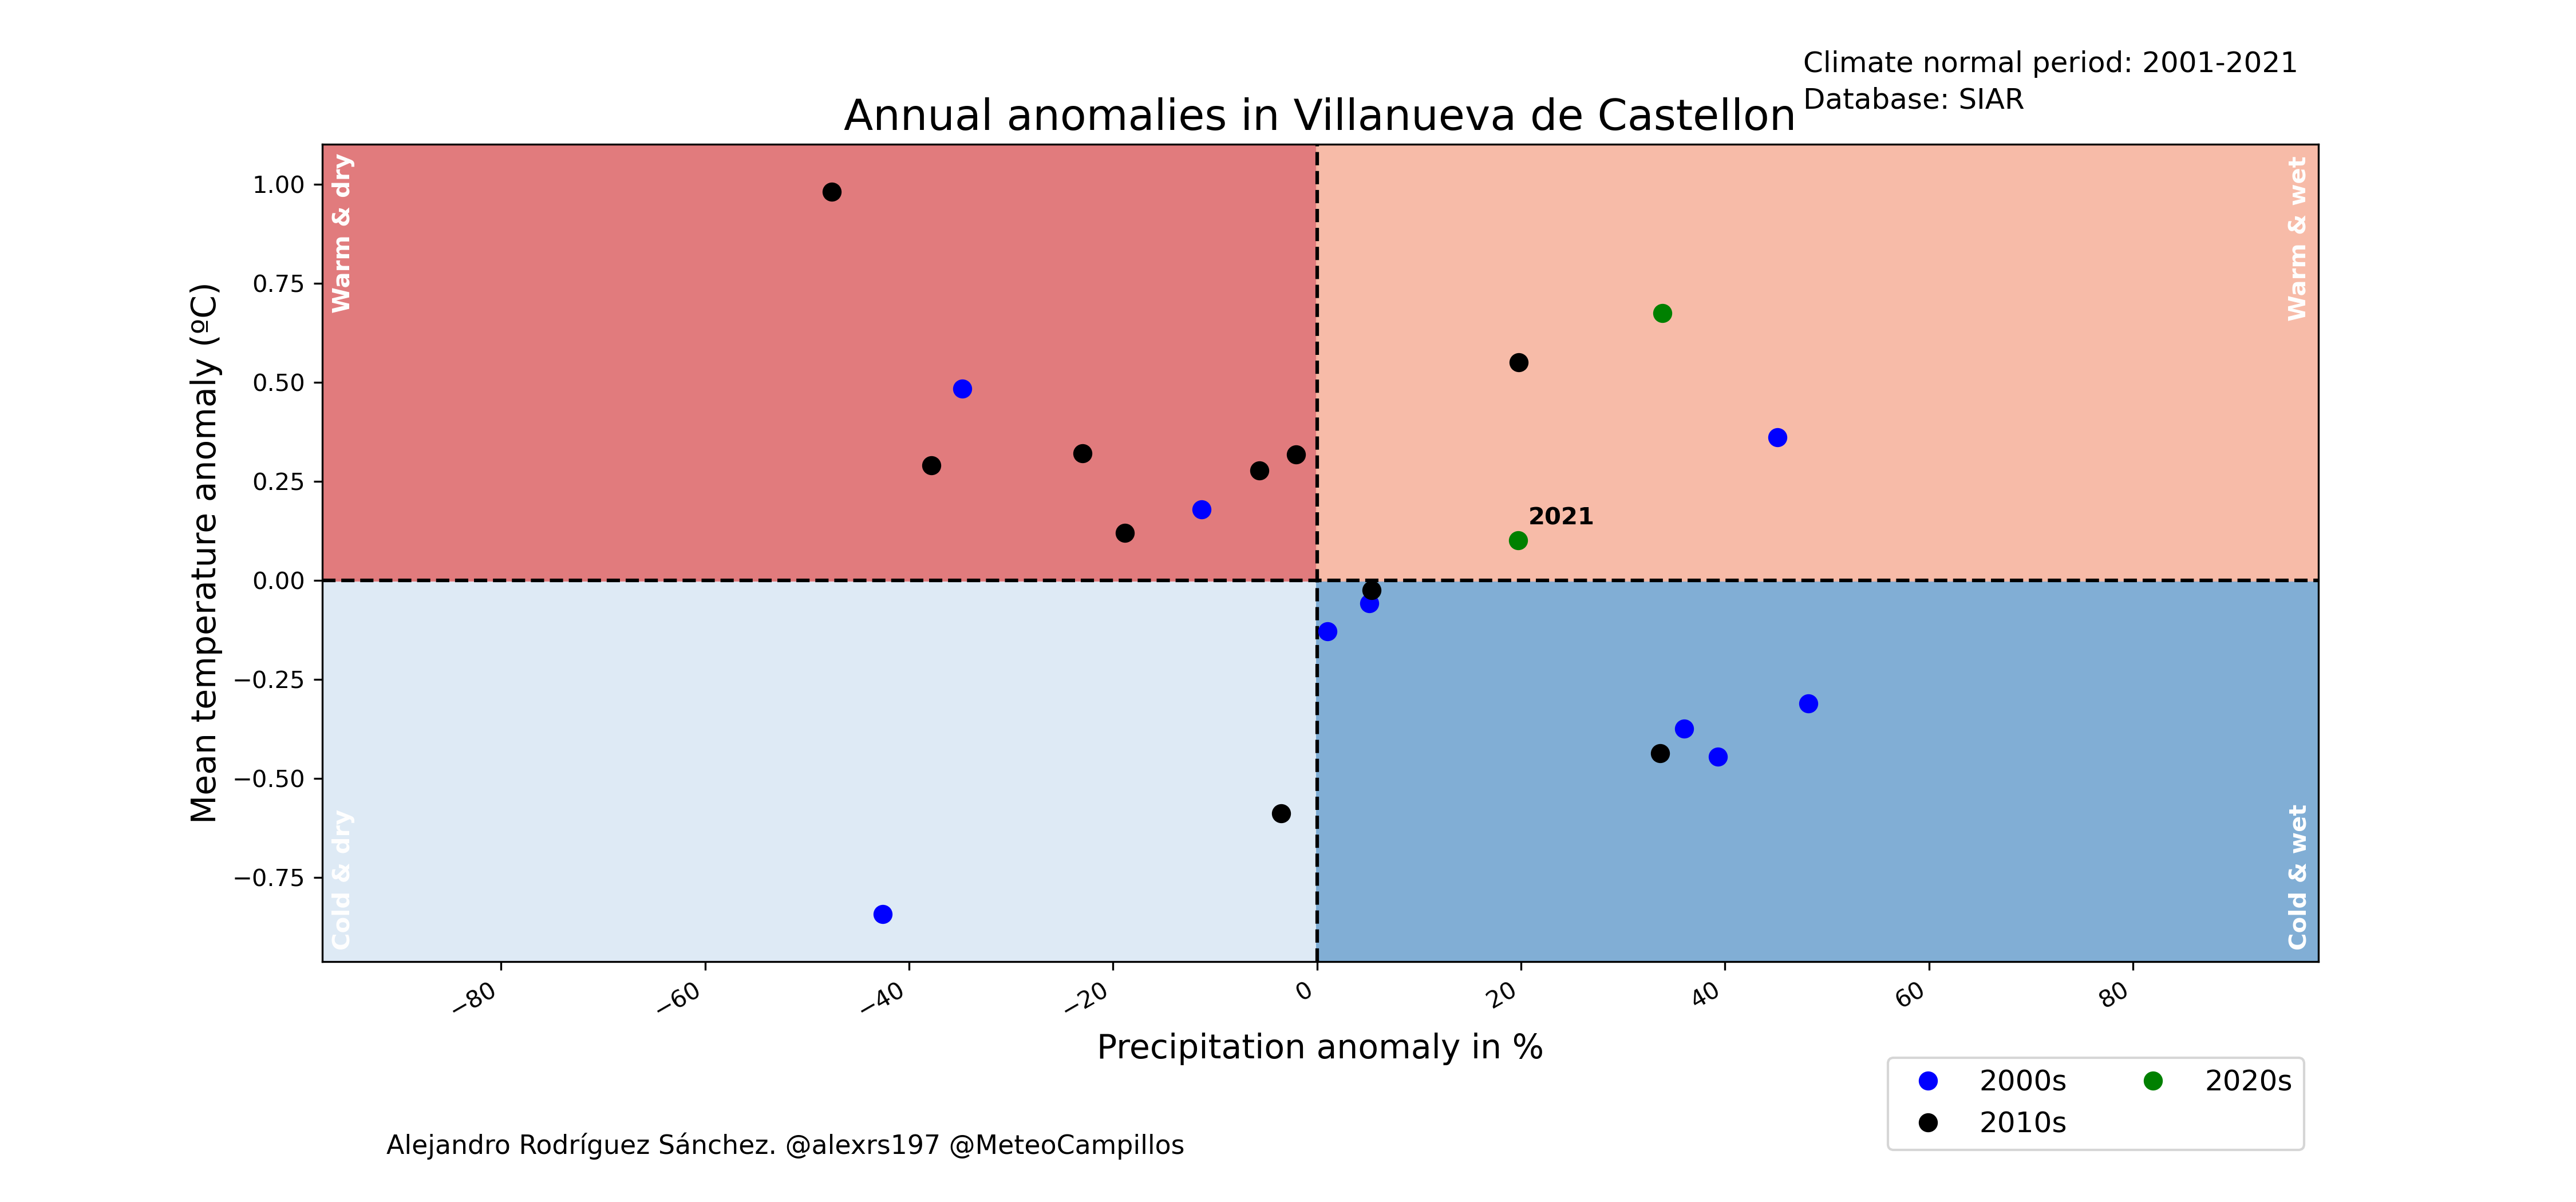 Climate normal period: 2001-2021
Database: SIAR
Annual anomalies in Villanueva de Castellon
Warm & dry
Warm & wet
1.00
0.75
0.50
0.25
0.00
−0.25
−0.50
−0.75
Mean temperature anomaly (ºC)
2021
Cold & dry
Cold & wet
−80
−60
−40
−20
0
20
40
60
80
Precipitation anomaly in %
2000s
2010s
2020s
Alejandro Rodríguez Sánchez. @alexrs197 @MeteoCampillos